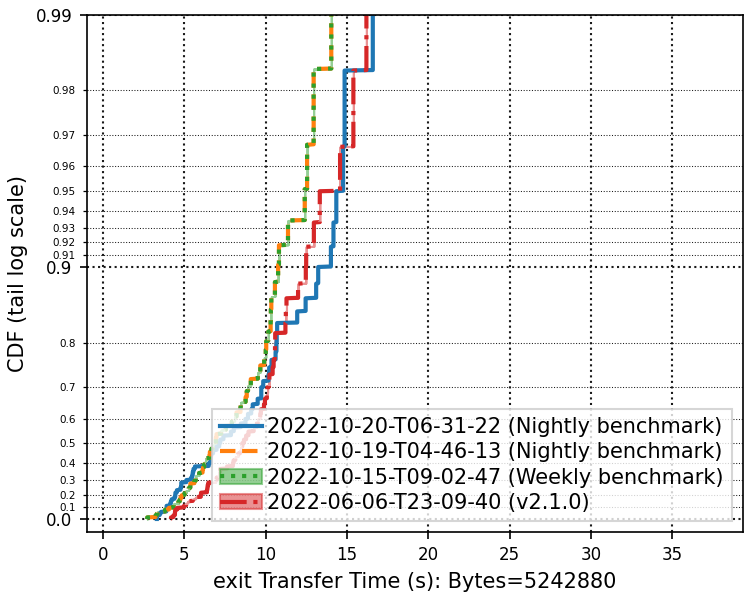 0.99
0.98
0.97
0.96
0.95
0.94
0.93
0.92
0.91
0.9
0.8
0.7
0.6
0.5
0.4
0.3
0.2
0.1
0.0
CDF (tail log scale)
2022-10-20-T06-31-22 (Nightly benchmark)
2022-10-19-T04-46-13 (Nightly benchmark)
2022-10-15-T09-02-47 (Weekly benchmark)
2022-06-06-T23-09-40 (v2.1.0)
0 5 10 15 20 25 30 35
exit Transfer Time (s): Bytes=5242880